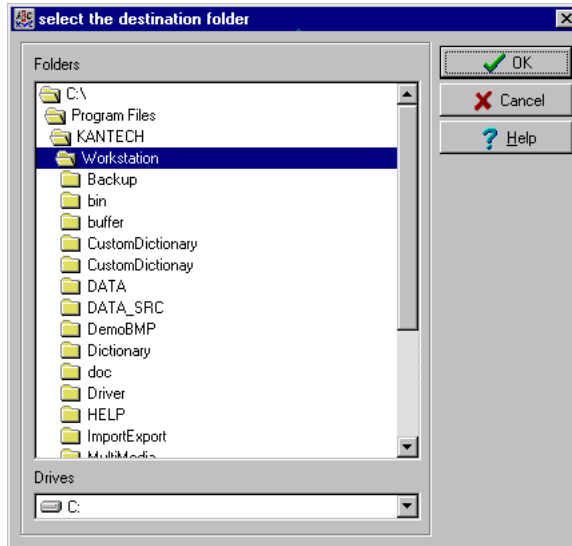 select the destination folder
Folders
C:\
Program Files
KANTECH
Workstation
Backup
bin
buffer
CustomDictionary
CustomDictionay
DATA
DATA_SRC
DemoBMP
Dictionary
doc
Driver
HELP
ImportExport
MultiMedia
Drives
C:
OK
Cancel
Help